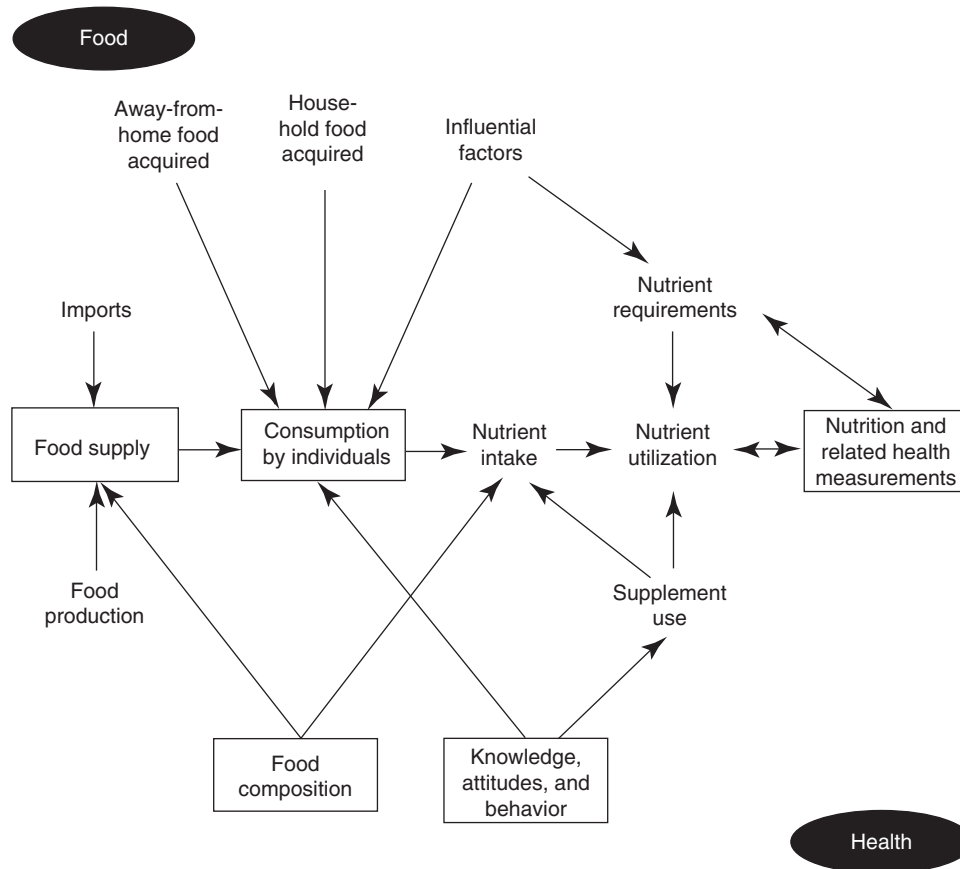 Food
Away-from-
home food
acquired
House-
hold food
acquired
Influential
factors
Imports
Nutrient
requirements
Food supply
Consumption
by individuals
Nutrient
intake
Nutrient
utilization
Nutrition and
related health
measurements
Food
production
Supplement
use
Food
composition
Knowledge,
attitudes, and
behavior
Health